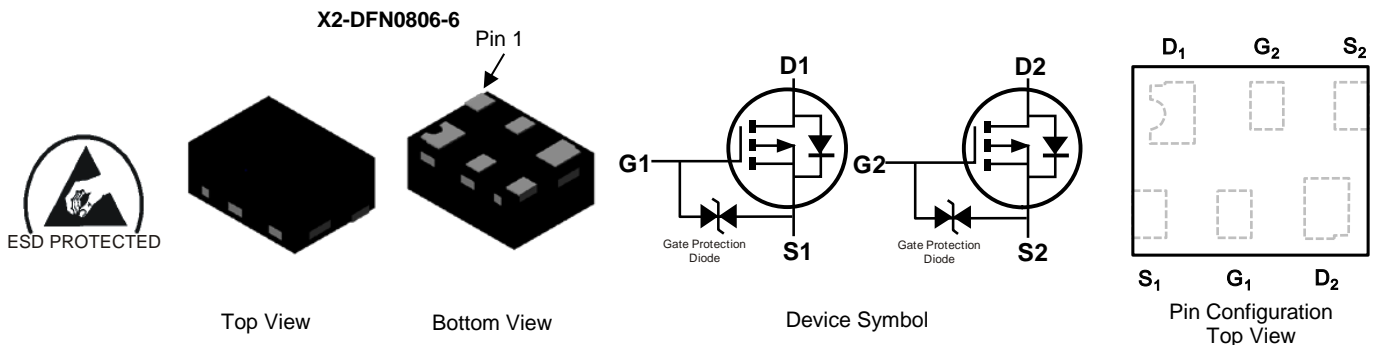 X2-DFN0806-6
Pin 1
ESD PROTECTED
Top View
Bottom View
D1
G1
Gate Protection
Diode
S1
D2
G2
Gate Protection
Diode
S2
Device Symbol
D1 G2 S2
S1 G1 D2
Pin Configuration
Top View